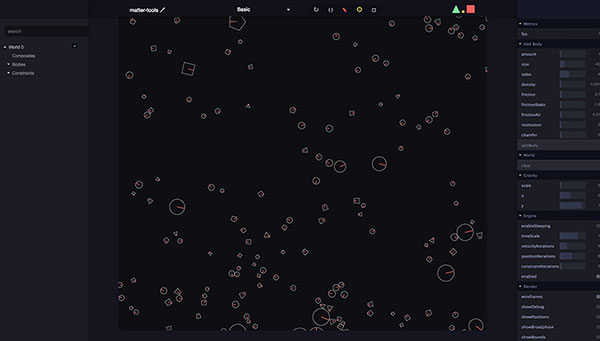 matter-tools
Basic
search
World 0
Composites
Bodies
Constraints
Metrics
fps
Add Body
amount
size
sides
density
friction
frictionStatic
frictionAir
restitution
chamfer
addBody
World
clear
Gravity
scale
x
y
Engine
enableSleeping
timeScale
velocityIterations
positionIterations
constraintIterations
enabled
Render
wireframes
showDebug
showPositions
showBroadphase
showBounds